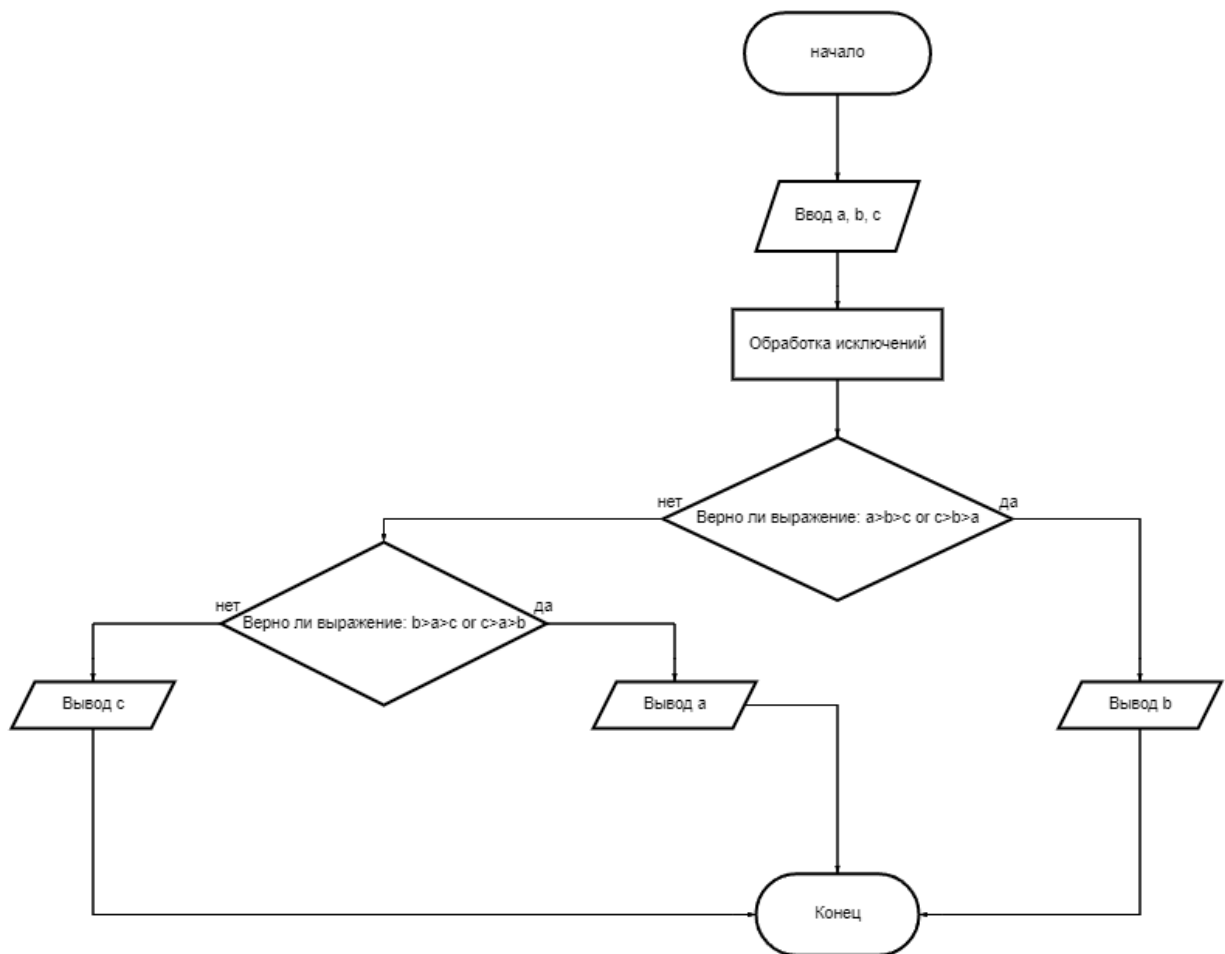 начало
Ввод a, b, c
Обработка исключений
нет
да
Верно ли выражение: a>b>c or c>b>a
нет
да
Верно ли выражение: b>a>c or c>a>b
Вывод c
Вывод a
Вывод b
Конец